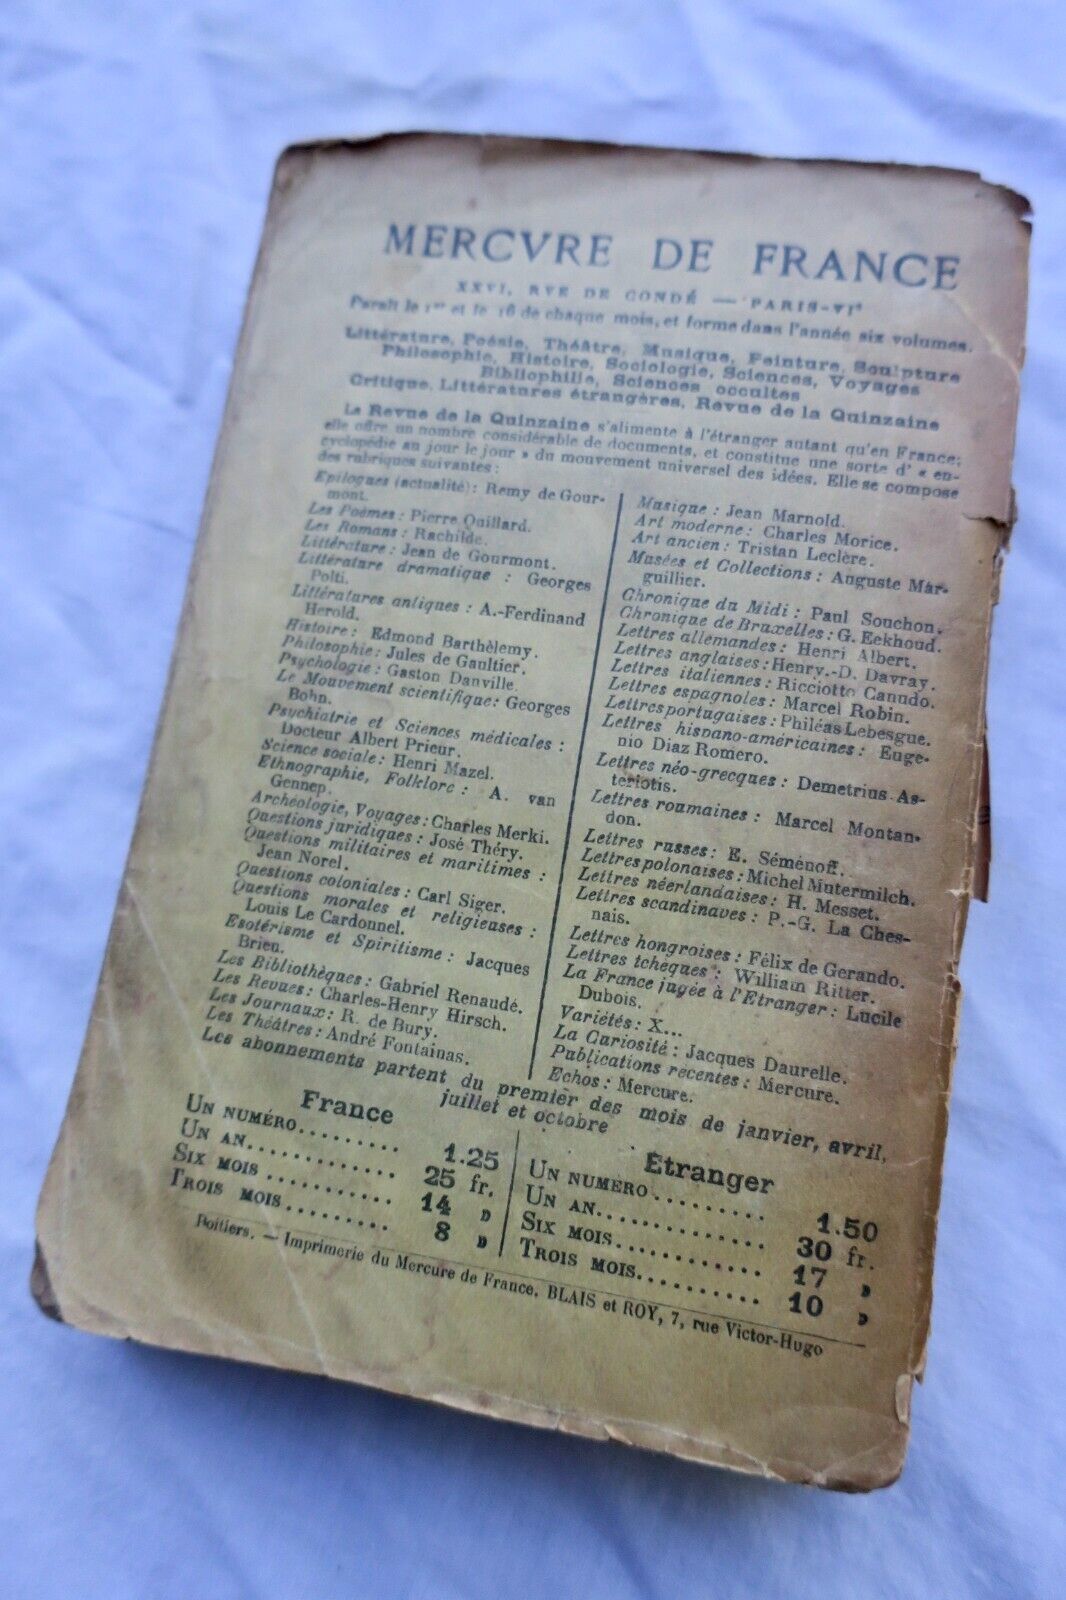 MERCVRE DE FRANCE
XXVI, RVE DE CONDÉ — PARIS-VIᵉ
Paraît le 1ᵉʳ et le 16 de chaque mois, et forme dans l'année six volumes.
Littérature, Poésie, Théâtre, Musique, Peinture, Sculpture
Philosophie, Histoire, Sociologie, Sciences, Voyages
Bibliophilie, Sciences occultes
Critique, Littératures étrangères, Revue de la Quinzaine
La Revue de la Quinzaine s'alimente à l'étranger autant qu'en France;
elle offre un nombre considérable de documents, et constitue une sorte d' « en-
cyclopédie au jour le jour » du mouvement universel des idées. Elle se compose
des rubriques suivantes :
Epilogues (actualité) : Remy de Gour-
mont.
Les Poèmes : Pierre Quillard.
Les Romans : Rachilde.
Littérature : Jean de Gourmont.
Littérature dramatique : Georges
Polti.
Littératures antiques : A.-Ferdinand
Herold.
Histoire : Edmond Barthèlemy.
Philosophie : Jules de Gaultier.
Psychologie : Gaston Danville.
Le Mouvement scientifique : Georges
Bohn.
Psychiatrie et Sciences médicales :
Docteur Albert Prieur.
Science sociale : Henri Mazel.
Ethnographie, Folklore : A. van
Gennep.
Archéologie, Voyages : Charles Merki.
Questions juridiques : José Théry.
Questions militaires et maritimes :
Jean Norel.
Questions coloniales : Carl Siger.
Questions morales et religieuses :
Louis Le Cardonnel.
Esotérisme et Spiritisme : Jacques
Brieu.
Les Bibliothèques : Gabriel Renaudé.
Les Revues : Charles-Henry Hirsch.
Les Journaux : R. de Bury.
Les Théâtres : André Fontainas.
Musique : Jean Marnold.
Art moderne : Charles Morice.
Art ancien : Tristan Leclère.
Musées et Collections : Auguste Mar-
guillier.
Chronique du Midi : Paul Souchon.
Chronique de Bruxelles : G. Eekhoud.
Lettres allemandes : Henri Albert.
Lettres anglaises : Henry.-D. Davray.
Lettres italiennes : Ricciotto Canudo.
Lettres espagnoles : Marcel Robin.
Lettres portugaises : Philéas Lebesgue.
Lettres hispano-américaines : Euge-
nio Diaz Romero.
Lettres néo-grecques : Demetrius As-
teriotis.
Lettres roumaines : Marcel Montan-
don.
Lettres russes : E. Séménoff.
Lettres polonaises : Michel Mutermilch.
Lettres néerlandaises : H. Messet.
Lettres scandinaves : P.-G. La Ches-
nais.
Lettres hongroises : Félix de Gerando.
Lettres tchèques : William Ritter.
La France jugée à l'Etranger : Lucile
Dubois.
Variétés : X...
La Curiosité : Jacques Daurelle.
Publications récentes : Mercure.
Echos : Mercure.
Les abonnements partent du premier des mois de janvier, avril,
juillet et octobre
France
UN NUMÉRO......... 1.25
UN AN............. 25 fr.
SIX MOIS ........... 14 »
TROIS MOIS......... 8 »
Étranger
UN NUMÉRO......... 1.50
UN AN............. 30 fr.
SIX MOIS............ 17 »
TROIS MOIS.......... 10 »
Poitiers. — Imprimerie du Mercure de France. BLAIS et ROY, 7, rue Victor-Hugo